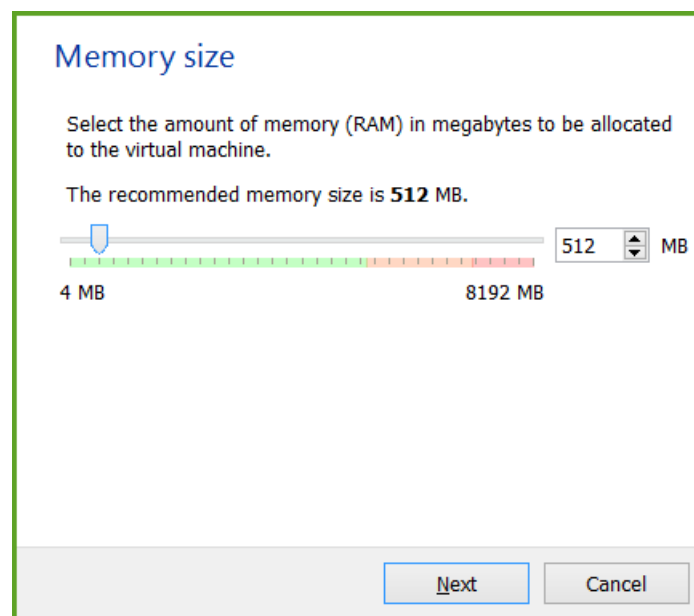 Memory size
Select the amount of memory (RAM) in megabytes to be allocated
to the virtual machine.
The recommended memory size is 512 MB.
512 MB
4 MB 8192 MB
Next Cancel